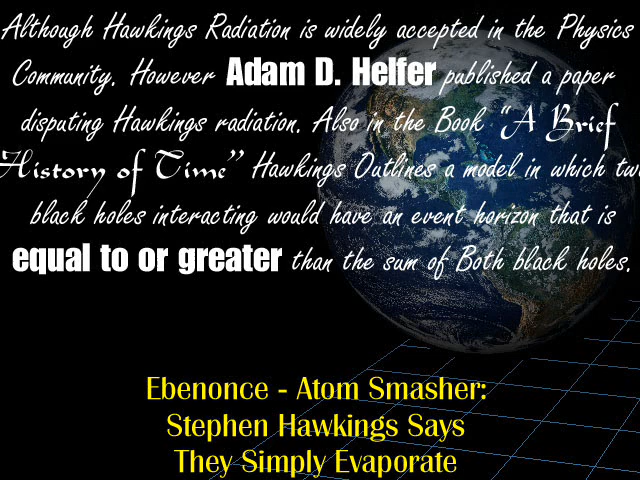 Although Hawkings Radiation is widely accepted in the Physics
Community. However Adam D. Helfer published a paper
disputing Hawkings radiation. Also in the Book "A Brief
History of Time" Hawkings Outlines a model in which two
black holes interacting would have an event horizon that is
equal to or greater than the sum of Both black holes.
Ebenonce - Atom Smasher:
Stephen Hawkings Says
They Simply Evaporate